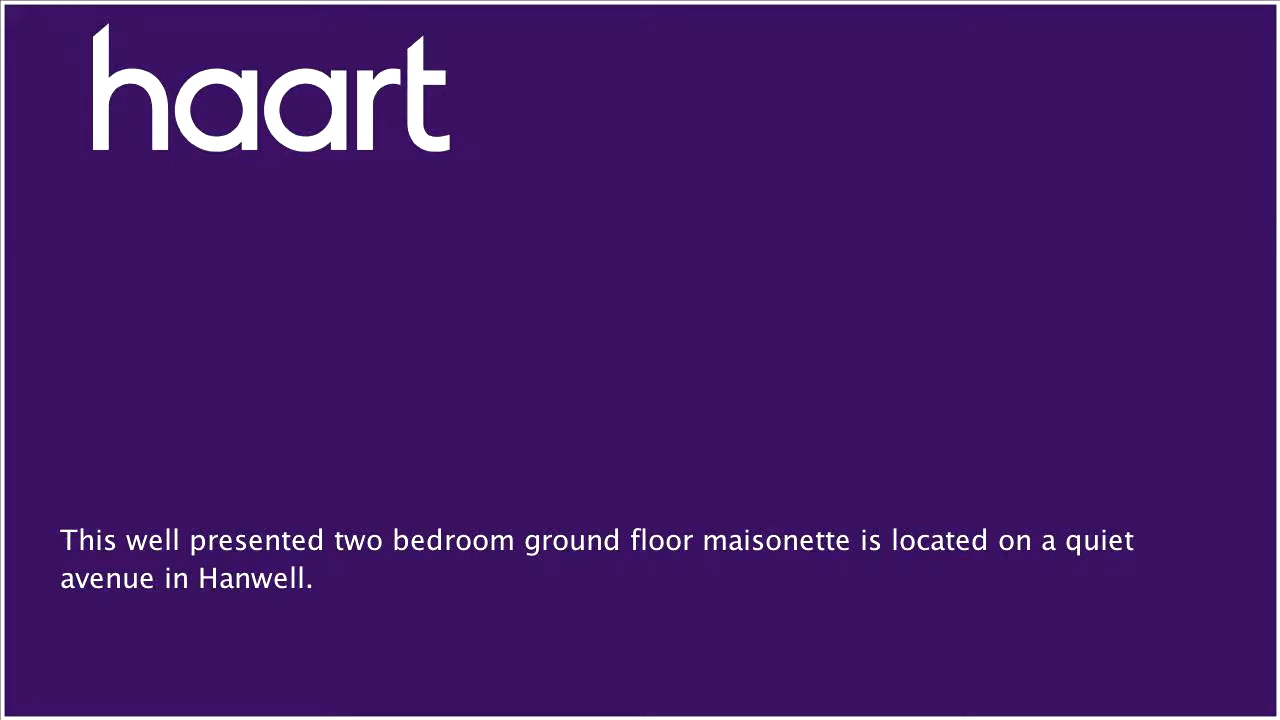 haart
This well presented two bedroom ground floor maisonette is located on a quiet
avenue in Hanwell.